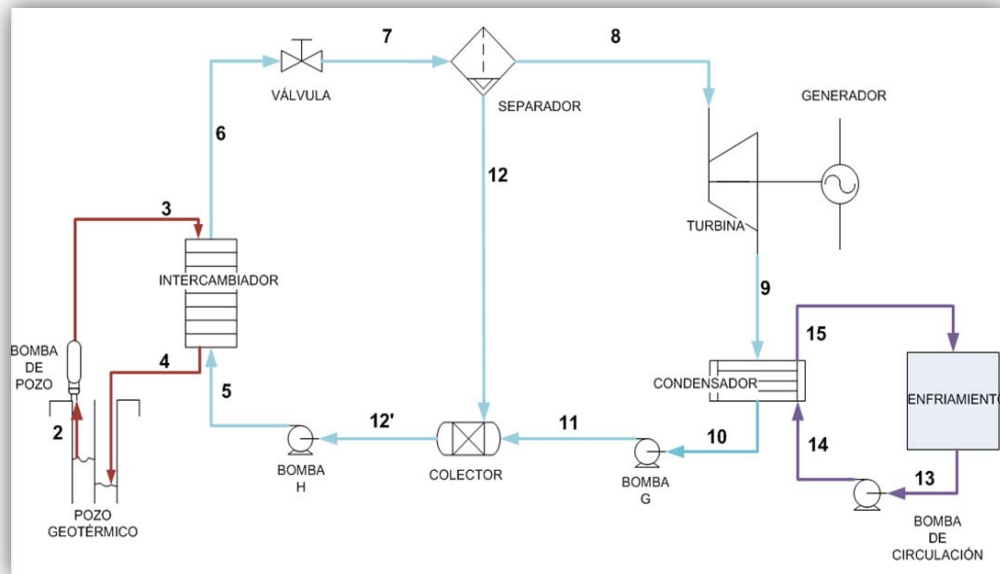 7
8
VÁLVULA
SEPARADOR
GENERADOR
6
12
3
TURBINA
INTERCAMBIADOR
9
15
BOMBA
DE
POZO
4
CONDENSADOR
5
ENFRIAMIENTO
2
12'
11
10
14
13
BOMBA
H
COLECTOR
BOMBA
G
POZO
GEOTÉRMICO
BOMBA
DE
CIRCULACIÓN